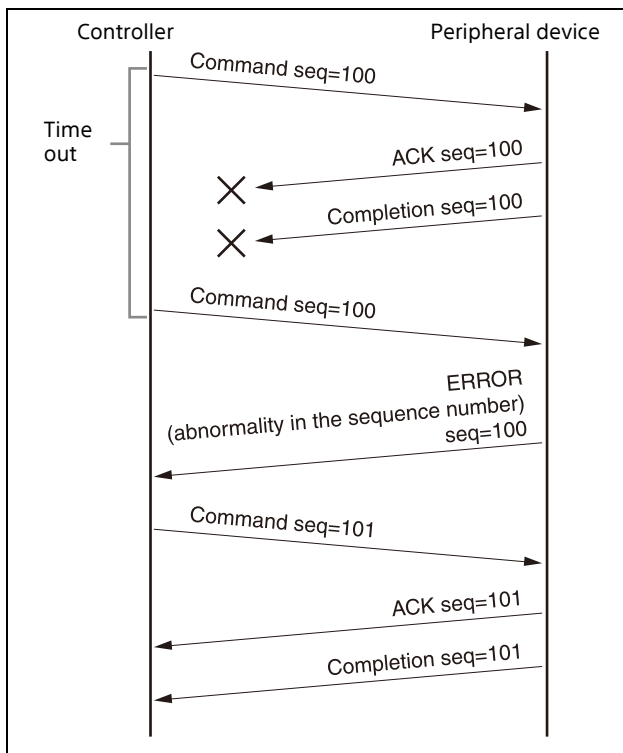 Controller
Peripheral device
Command seq=100
Time
out
ACK seq=100
Completion seq=100
Command seq=100
ERROR
(abnormality in the sequence number)
seq=100
Command seq=101
ACK seq=101
Completion seq=101